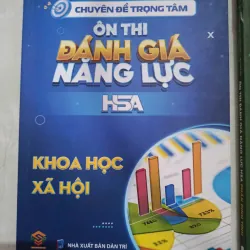 CHUYÊN ĐỀ TRỌNG TÂM
ÔN THI
ĐÁNH GIÁ
NĂNG LỰC
HSA
KHOA HỌC
XÃ HỘI
NHÀ XUẤT BẢN DÂN TRÍ